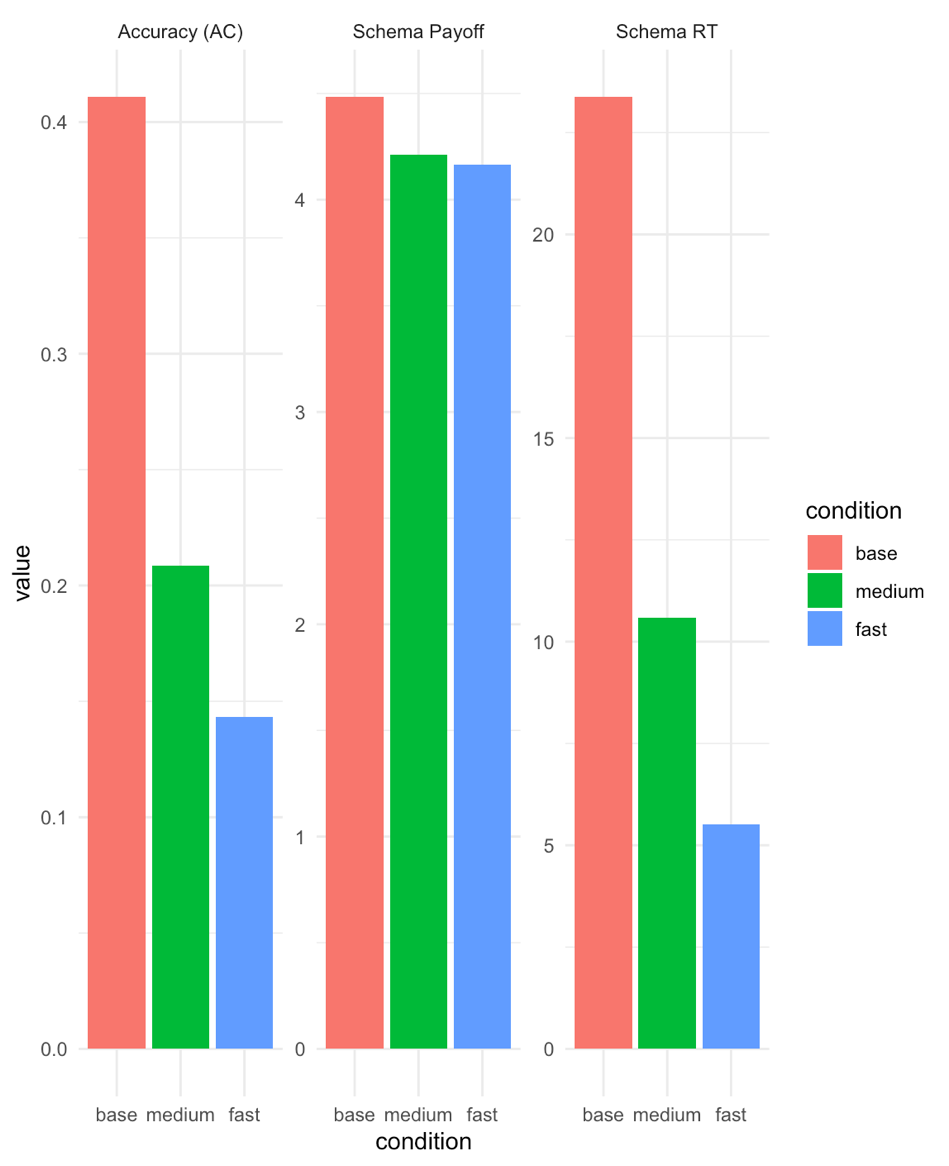 Accuracy (AC) Schema Payoff Schema RT
value
0.4
0.3
0.2
0.1
0.0
base medium fast
4
3
2
1
0
base medium fast
20
15
10
5
0
base medium fast
condition
condition
base
medium
fast